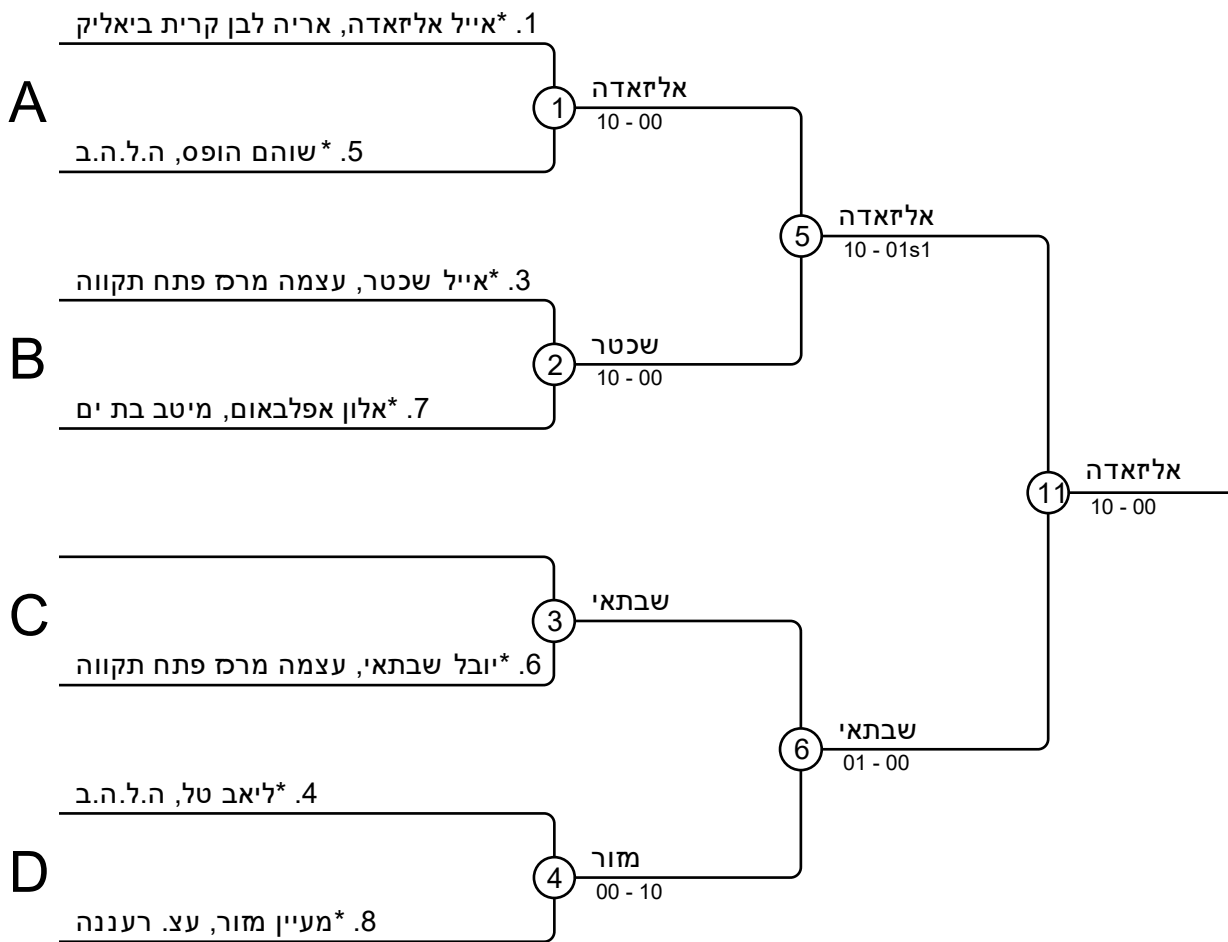 1. *אייל אליזאדה, אריה לבן קרית ביאליק
A
1
אליזאדה
10 - 00
5. *שוהם הופס, ה.ל.ה.ב
5
אליזאדה
10 - 01s1
3. *אייל שכטר, עצמה מרכז פתח תקווה
B
2
שכטר
10 - 00
7. *אלון אפלבאום, מיטב בת ים
11
אליזאדה
10 - 00
C
3
שבתאי
6. *יובל שבתאי, עצמה מרכז פתח תקווה
6
שבתאי
01 - 00
4. *ליאב טל, ה.ל.ה.ב
D
4
מזור
00 - 10
8. *מעיין מזור, עצ. רעננה